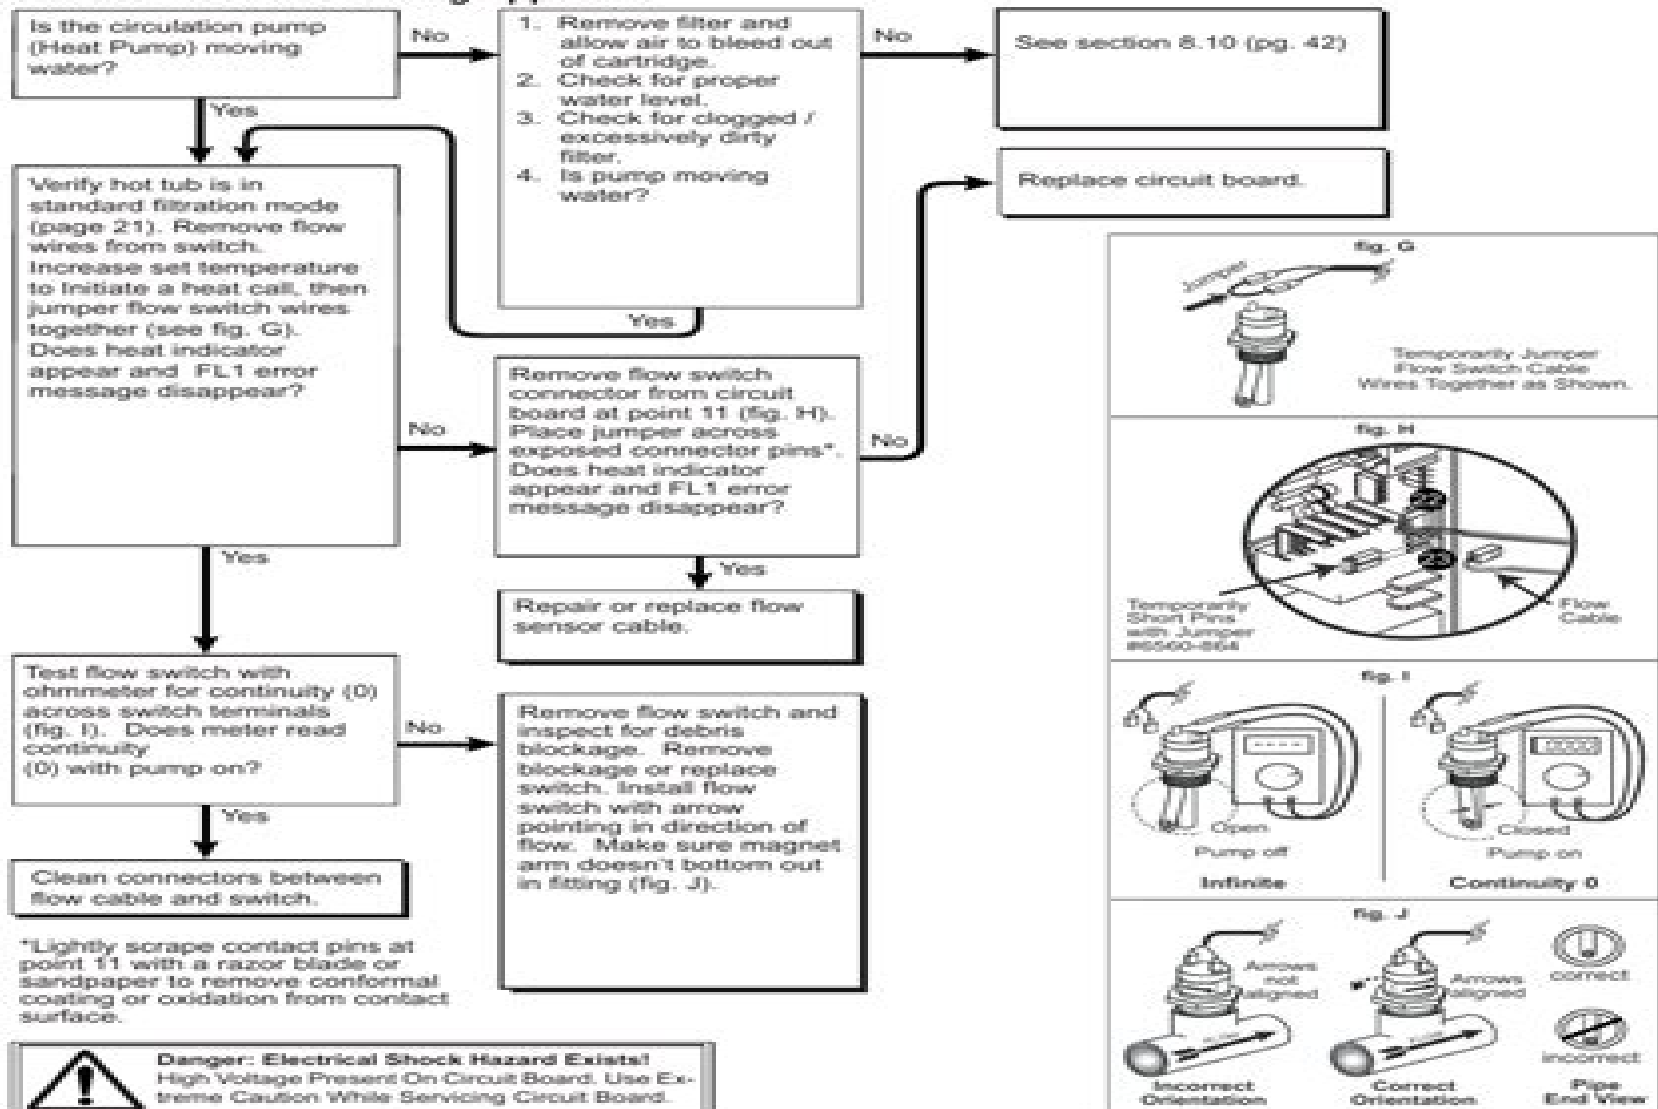 Is the circulation pump
(Heat Pump) moving
water?
No
1. Remove filter and
allow air to bleed out
of cartridge.
2. Check for proper
water level.
3. Check for clogged /
excessively dirty
filter.
4. Is pump moving
water?
No
See section 8.10 (pg. 42)
Yes
Yes
Verify hot tub is in
standard filtration mode
(page 21). Remove flow
wires from switch.
Increase set temperature
to Initiate a heat call, then
jumper flow switch wires
together (see fig. G).
Does heat indicator
appear and FL1 error
message disappear?
No
Remove flow switch
connector from circuit
board at point 11 (fig. H).
Place jumper across
exposed connector pins*.
Does heat indicator
appear and FL1 error
message disappear?
No
Replace circuit board.
Yes
Repair or replace flow
sensor cable.
Yes
Test flow switch with
ohmmeter for continuity (0)
across switch terminals
(fig. I). Does meter read
continuity
(0) with pump on?
No
Remove flow switch and
inspect for debris
blockage. Remove
blockage or replace
switch. Install flow
switch with arrow
pointing in direction of
flow. Make sure magnet
arm doesn't bottom out
in fitting (fig. J).
Yes
Clean connectors between
flow cable and switch.
*Lightly scrape contact pins at
point 11 with a razor blade or
sandpaper to remove conformal
coating or oxidation from contact
surface.
Danger: Electrical Shock Hazard Exists!
High Voltage Present On Circuit Board. Use Ex-
treme Caution While Servicing Circuit Board.
fig. G
Jumper
Temporarily Jumper
Flow Switch Cable
Wires Together as Shown.
fig. H
Temporarily
Short Pins
with Jumper
#6560-864
Flow
Cable
fig. I
Open
Pump off
Infinite
Closed
Pump on
Continuity 0
fig. J
Arrows
not
aligned
Incorrect
Orientation
Arrows
aligned
Correct
Orientation
correct
incorrect
Pipe
End View